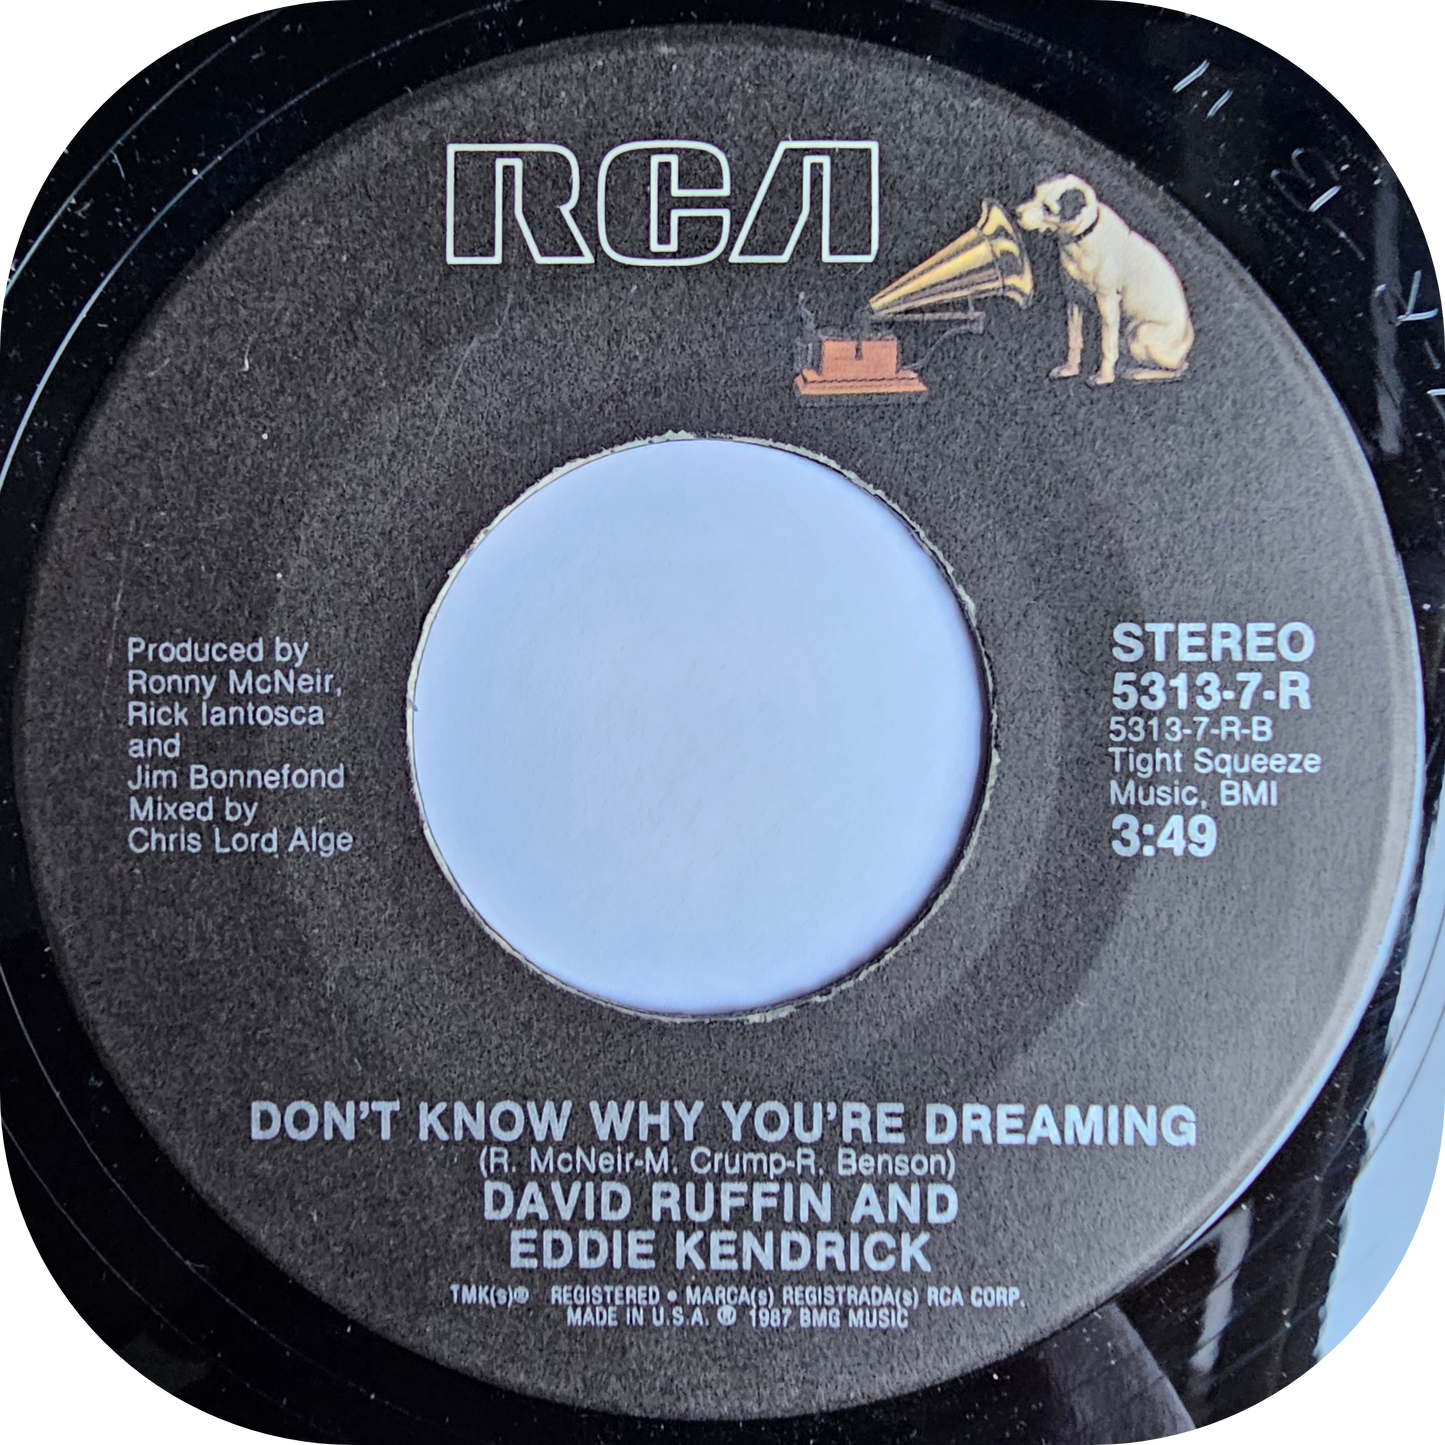 RCA
Produced by
Ronny McNeir,
Rick Iantosca
and
Jim Bonnefond
Mixed by
Chris Lord Alge
STEREO
5313-7-R
5313-7-R-B
Tight Squeeze
Music, BMI
3:49
DON'T KNOW WHY YOU'RE DREAMING
(R. McNeir-M. Crump-R. Benson)
DAVID RUFFIN AND
EDDIE KENDRICK
TMK(s)® REGISTERED • MARCA(s) REGISTRADA(s) RCA CORP.
MADE IN U.S.A. ℗ 1987 BMG MUSIC